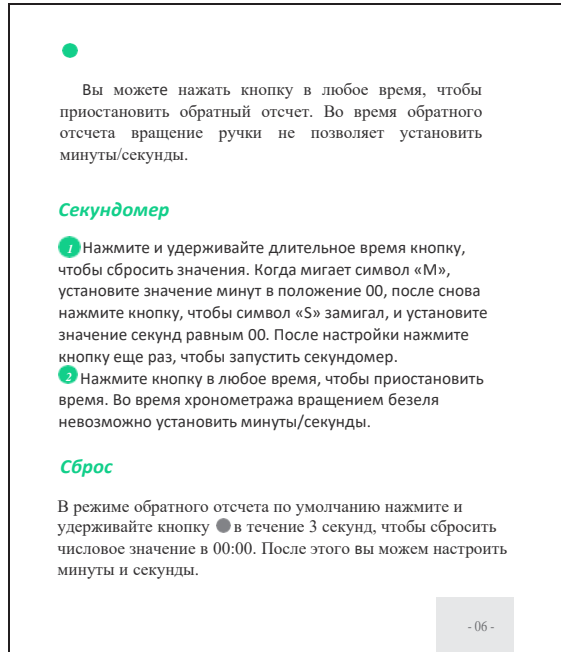 Вы можете нажать кнопку в любое время, чтобы
приостановить обратный отсчет. Во время обратного
отсчета вращение ручки не позволяет установить
минуты/секунды.
Секундомер
1 Нажмите и удерживайте длительное время кнопку,
чтобы сбросить значения. Когда мигает символ «M»,
установите значение минут в положение 00, после снова
нажмите кнопку, чтобы символ «S» замигал, и установите
значение секунд равным 00. После настройки нажмите
кнопку еще раз, чтобы запустить секундомер.
2 Нажмите кнопку в любое время, чтобы приостановить
время. Во время хронометража вращением безеля
невозможно установить минуты/секунды.
Сброс
В режиме обратного отсчета по умолчанию нажмите и
удерживайте кнопку в течение 3 секунд, чтобы сбросить
числовое значение в 00:00. После этого вы можем настроить
минуты и секунды.
- 06 -